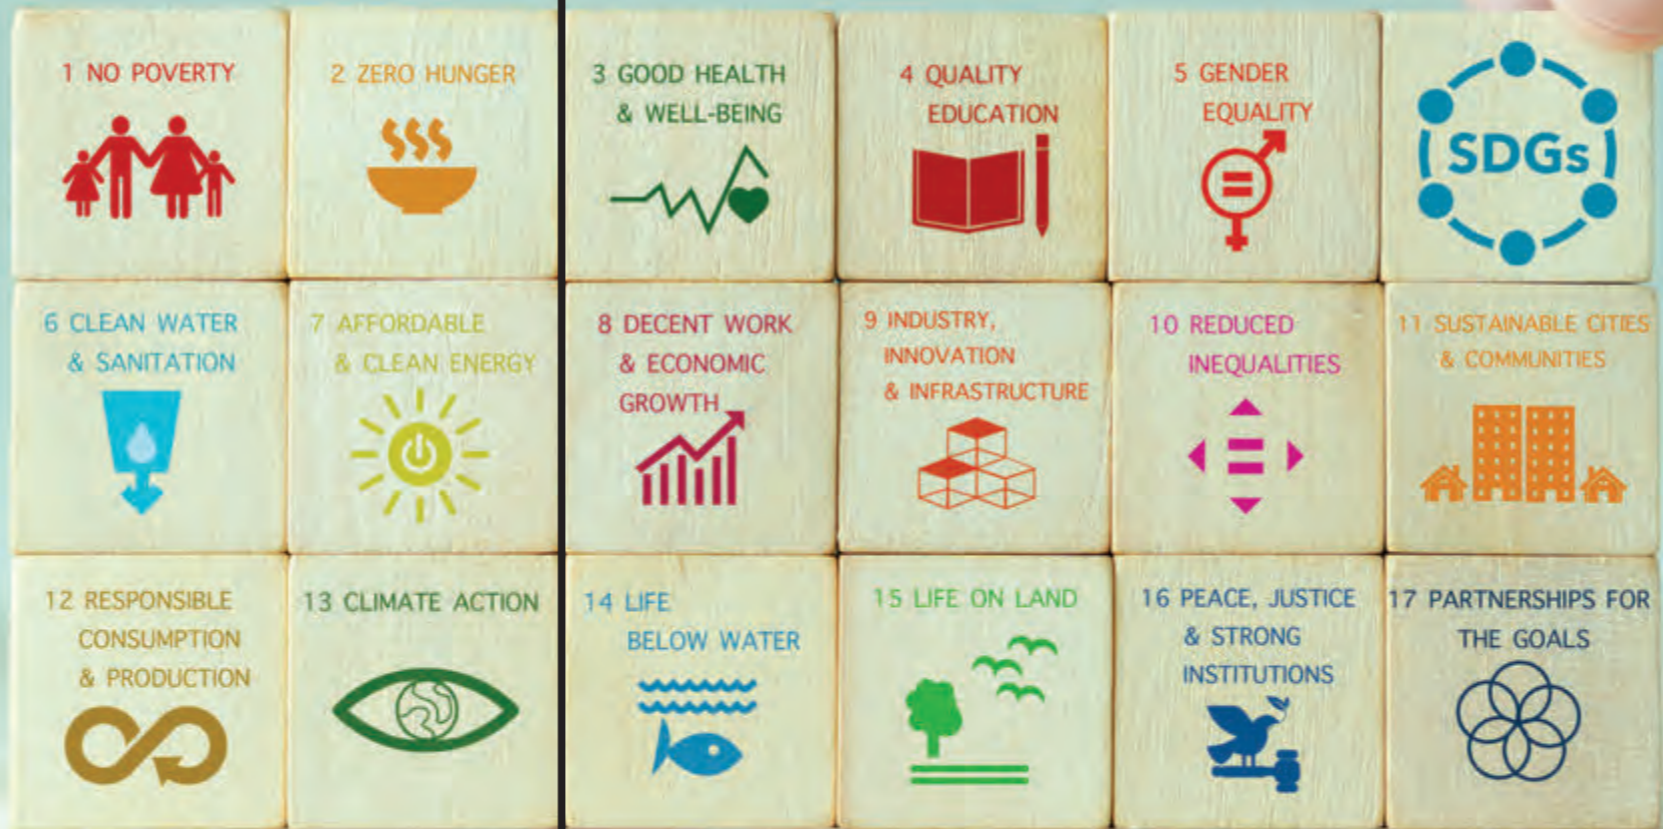 1 NO POVERTY
2 ZERO HUNGER
3 GOOD HEALTH
& WELL-BEING
4 QUALITY
EDUCATION
5 GENDER
EQUALITY
SDGs
6 CLEAN WATER
& SANITATION
7 AFFORDABLE
& CLEAN ENERGY
8 DECENT WORK
& ECONOMIC
GROWTH
9 INDUSTRY,
INNOVATION
& INFRASTRUCTURE
10 REDUCED
INEQUALITIES
11 SUSTAINABLE CITIES
& COMMUNITIES
12 RESPONSIBLE
CONSUMPTION
& PRODUCTION
13 CLIMATE ACTION
14 LIFE
BELOW WATER
15 LIFE ON LAND
16 PEACE, JUSTICE
& STRONG
INSTITUTIONS
17 PARTNERSHIPS FOR
THE GOALS